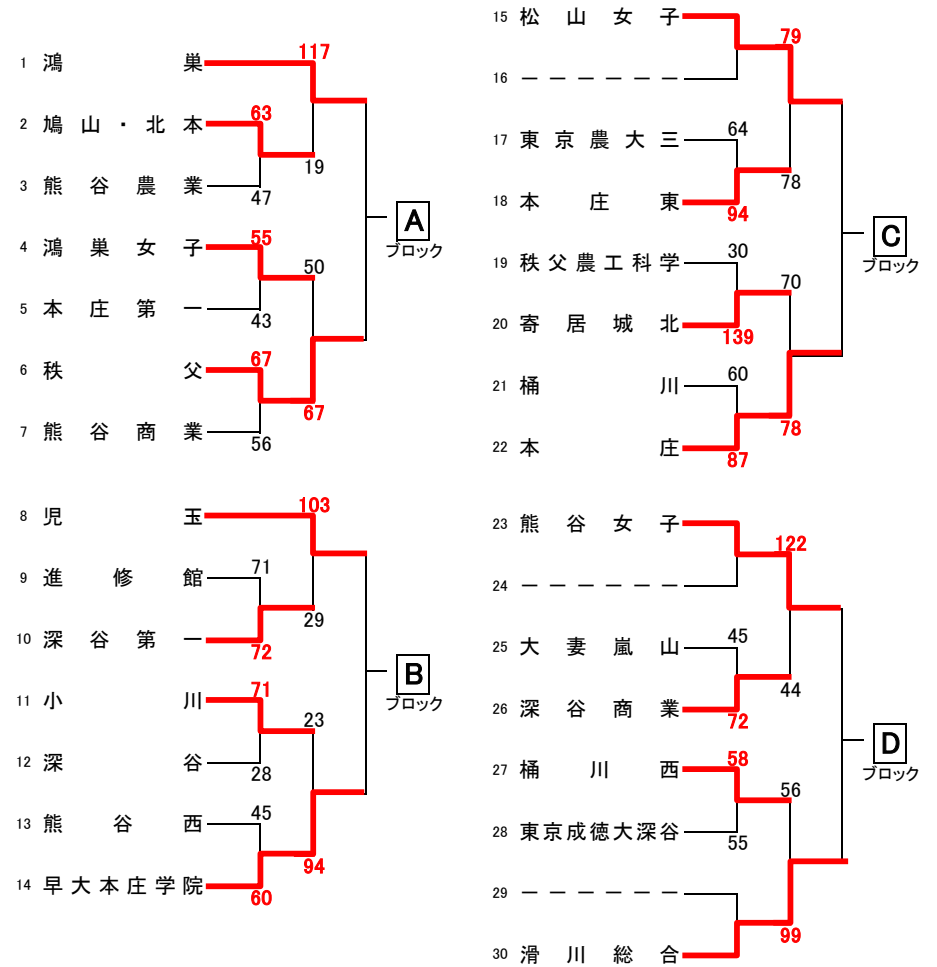 117
1 鴻巣
63
2 鳩山・北本
19
3 熊谷農業
47
A
ブロック
4 鴻巣女子
55
50
5 本庄第一
43
6 秩父
67
67
7 熊谷商業
56
8 児玉
103
9 進修館
71
29
10 深谷第一
72
B
ブロック
11 小川
71
23
12 深谷
28
13 熊谷西
45
94
14 早大本庄学院
60
15 松山女子
79
16 ーーーーーー
17 東京農大三
64
78
18 本庄東
94
C
ブロック
19 秩父農工科学
30
70
20 寄居城北
139
21 桶川
60
78
22 本庄
87
23 熊谷女子
122
24 ーーーーーー
25 大妻嵐山
45
44
26 深谷商業
72
D
ブロック
27 桶川西
58
56
28 東京成徳大深谷
55
29 ーーーーーー
99
30 滑川総合